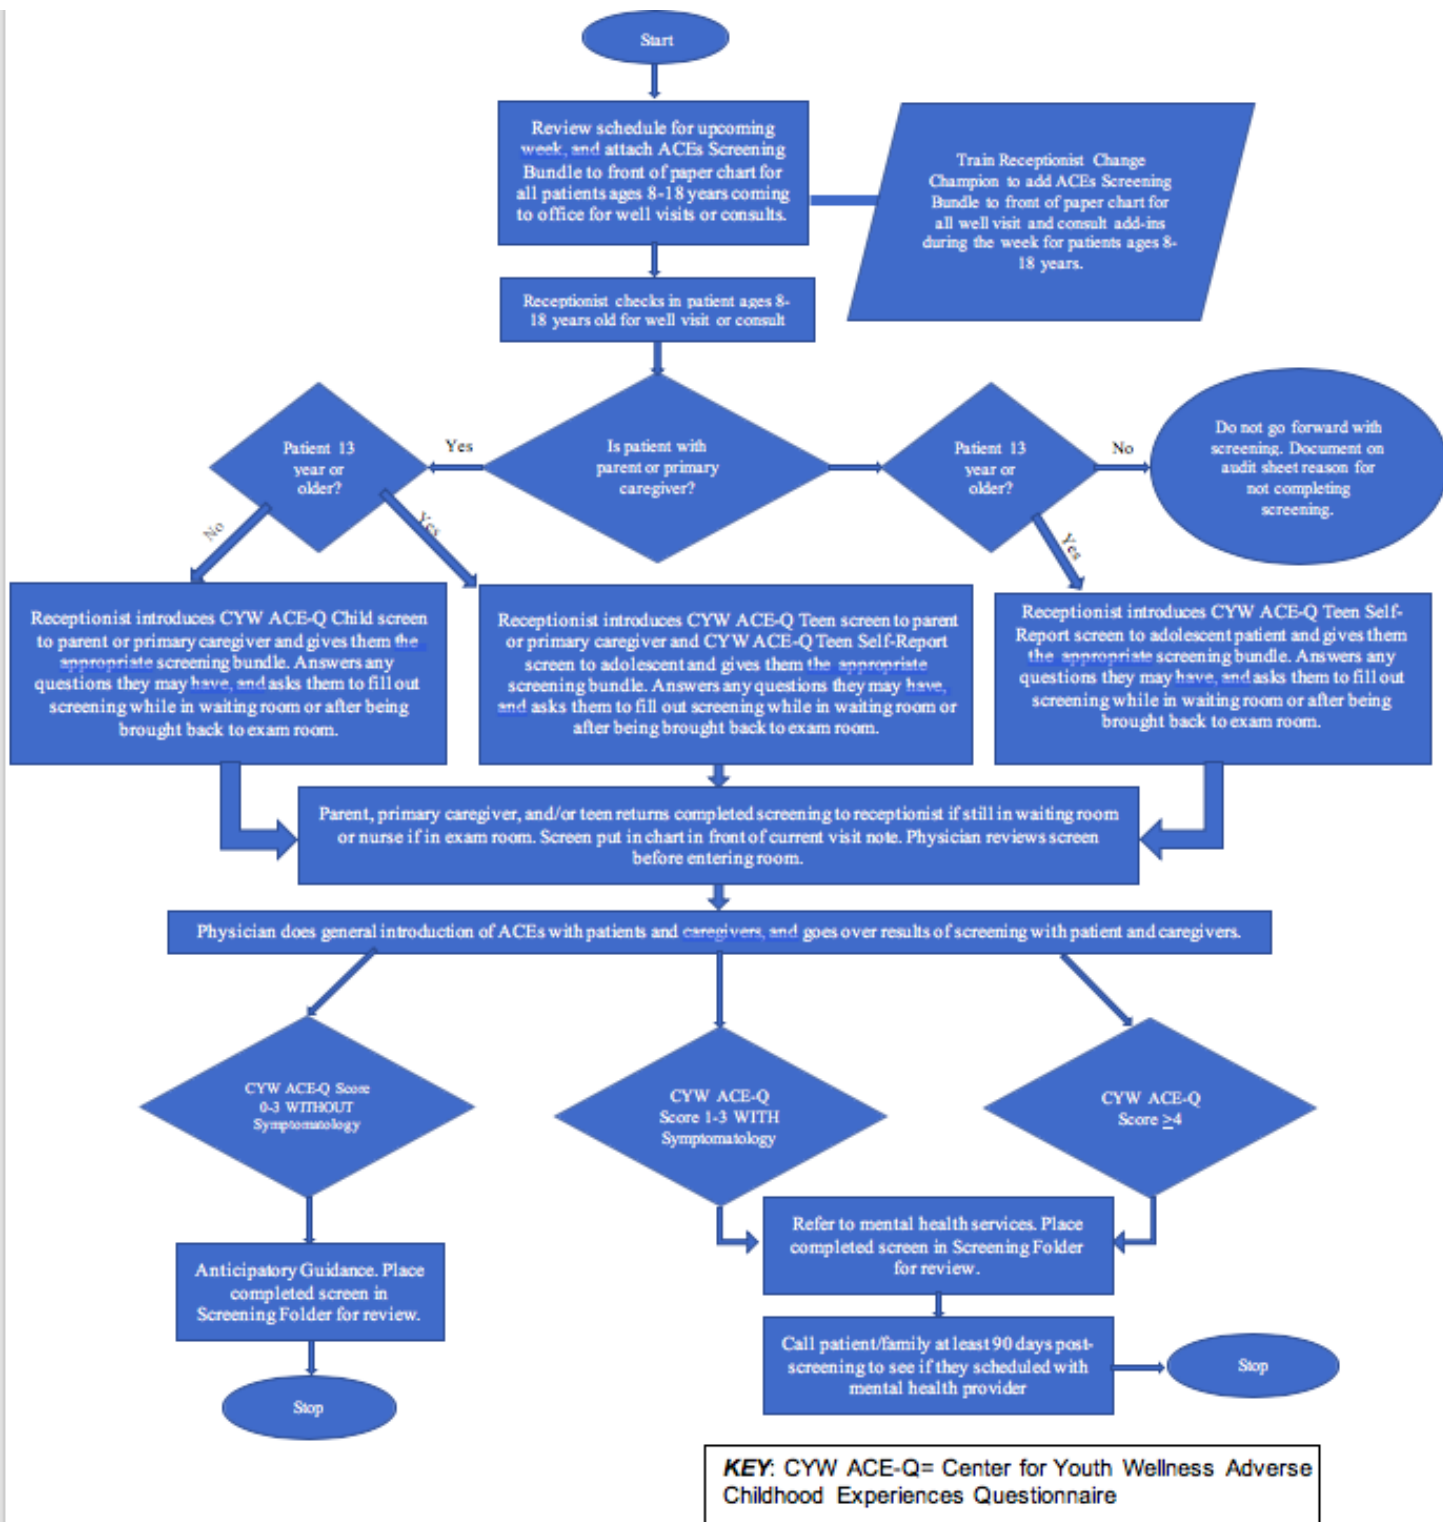 Start
Review schedule for upcoming
week, and attach ACEs Screening
Bundle to front of paper chart for
all patients ages 8-18 years coming
to office for well visits or consults.
Train Receptionist Change
Champion to add ACEs Screening
Bundle to front of paper chart for
all well visit and consult add-ins
during the week for patients ages 8-
18 years.
Receptionist checks in patient ages 8-
18 years old for well visit or consult
Patient 13
year or
older?
Yes
Is patient with
parent or primary
caregiver?
Patient 13
year or
older?
No
Do not go forward with
screening. Document on
audit sheet reason for
not completing
screening.
No
Yes
Yes
Receptionist introduces CYW ACE-Q Child screen
to parent or primary caregiver and gives them the
appropriate screening bundle. Answers any
questions they may have, and asks them to fill out
screening while in waiting room or after being
brought back to exam room.
Receptionist introduces CYW ACE-Q Teen screen to parent
or primary caregiver and CYW ACE-Q Teen Self-Report
screen to adolescent and gives them the appropriate
screening bundle. Answers any questions they may have,
and asks them to fill out screening while in waiting room or
after being brought back to exam room.
Receptionist introduces CYW ACE-Q Teen Self-
Report screen to adolescent patient and gives them
the appropriate screening bundle. Answers any
questions they may have, and asks them to fill out
screening while in waiting room or after being
brought back to exam room.
Parent, primary caregiver, and/or teen returns completed screening to receptionist if still in waiting room
or nurse if in exam room. Screen put in chart in front of current visit note. Physician reviews screen
before entering room.
Physician does general introduction of ACEs with patients and caregivers, and goes over results of screening with patient and caregivers.
CYW ACE-Q Score
0-3 WITHOUT
Symptomatology
CYW ACE-Q
Score 1-3 WITH
Symptomatology
CYW ACE-Q
Score ≥4
Refer to mental health services. Place
completed screen in Screening Folder
for review.
Anticipatory Guidance. Place
completed screen in
Screening Folder for review.
Call patient/family at least 90 days post-
screening to see if they scheduled with
mental health provider
Stop
Stop
KEY: CYW ACE-Q= Center for Youth Wellness Adverse
Childhood Experiences Questionnaire